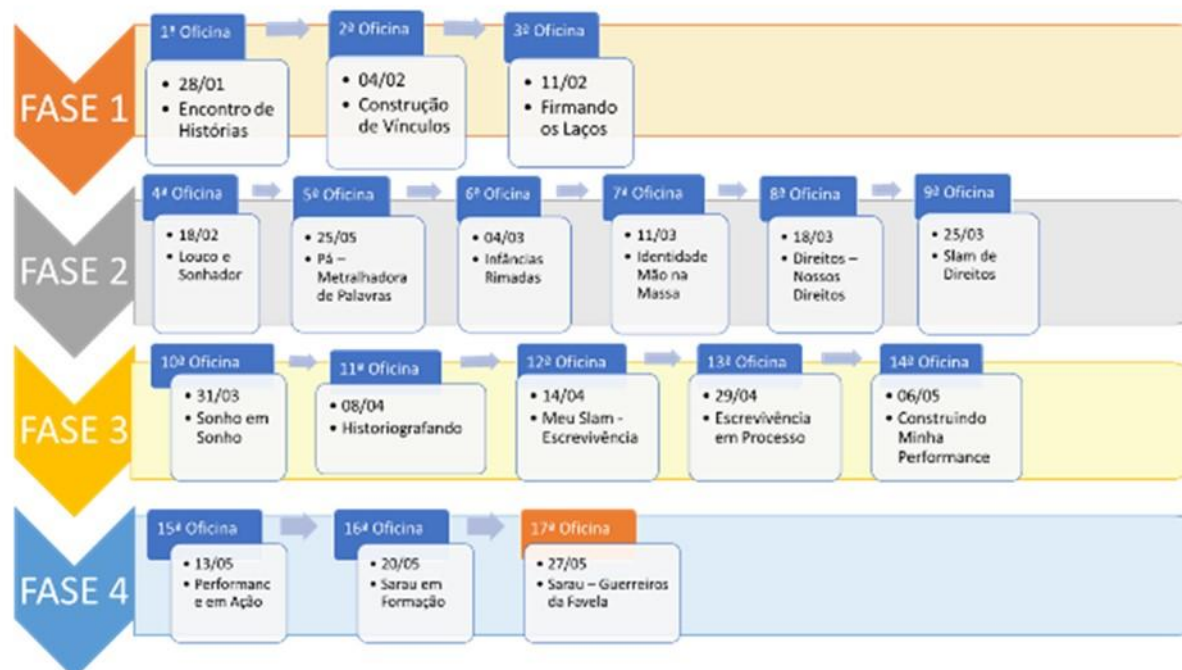 FASE 1
1ª Oficina
• 28/01
• Encontro de
Histórias
2ª Oficina
• 04/02
• Construção
de Vínculos
3ª Oficina
• 11/02
• Firmando
os Laços
FASE 2
4ª Oficina
• 18/02
• Louco e
Sonhador
5ª Oficina
• 25/05
• Pá –
Metralhadora
de Palavras
6ª Oficina
• 04/03
• Infâncias
Rimadas
7ª Oficina
• 11/03
• Identidade
Mão na
Massa
8ª Oficina
• 18/03
• Direitos –
Nossos
Direitos
9ª Oficina
• 25/03
• Slam de
Direitos
FASE 3
10ª Oficina
• 31/03
• Sonho em
Sonho
11ª Oficina
• 08/04
• Historiografando
12ª Oficina
• 14/04
• Meu Slam -
Escrevivência
13ª Oficina
• 29/04
• Escrevivência
em Processo
14ª Oficina
• 06/05
• Construindo
Minha
Performance
FASE 4
15ª Oficina
• 13/05
• Performanc
e em Ação
16ª Oficina
• 20/05
• Sarau em
Formação
17ª Oficina
• 27/05
• Sarau – Guerreiros
da Favela